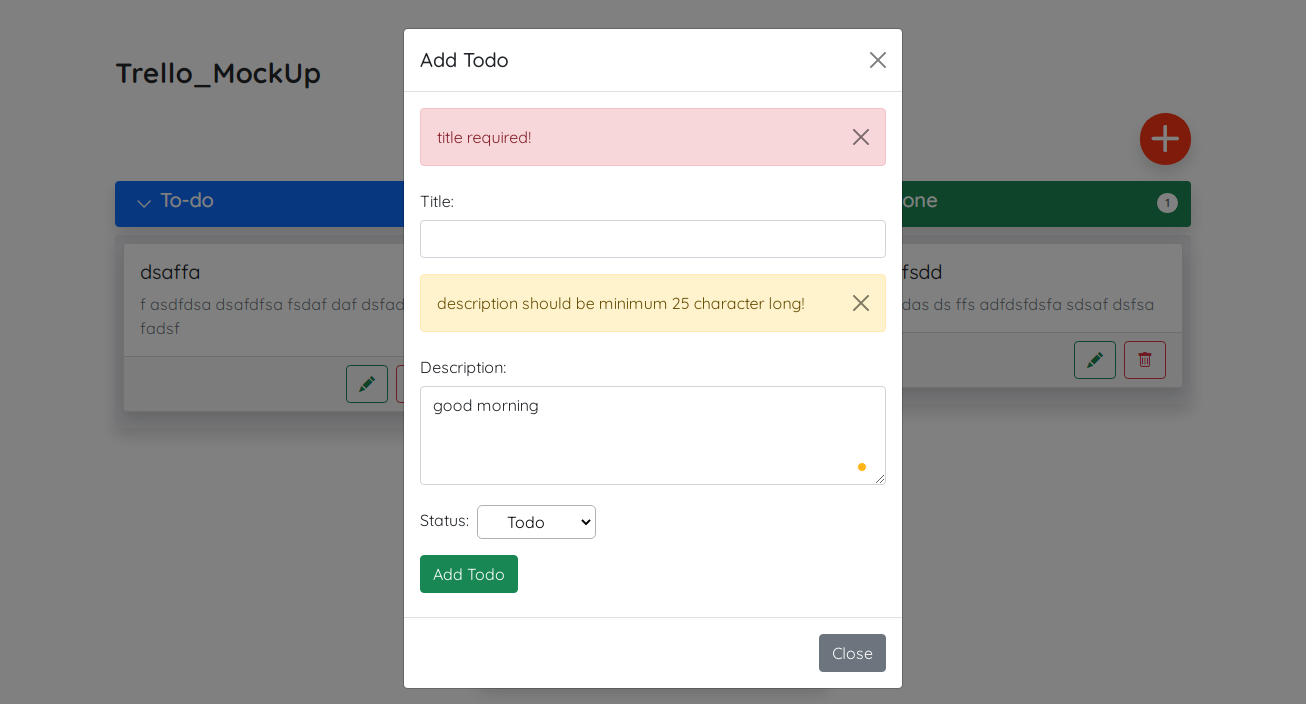 Trello_MockUp
Add Todo
title required!
Title:
description should be minimum 25 character long!
Description:
good morning
Status: Todo
Add Todo
Close
To-do
dsaffa
f asdfdsa dsafdfsa fsdaf daf dsfad
fadsf
one
1
fsdd
das ds ffs adfdsfdsfa sdsaf dsfsa